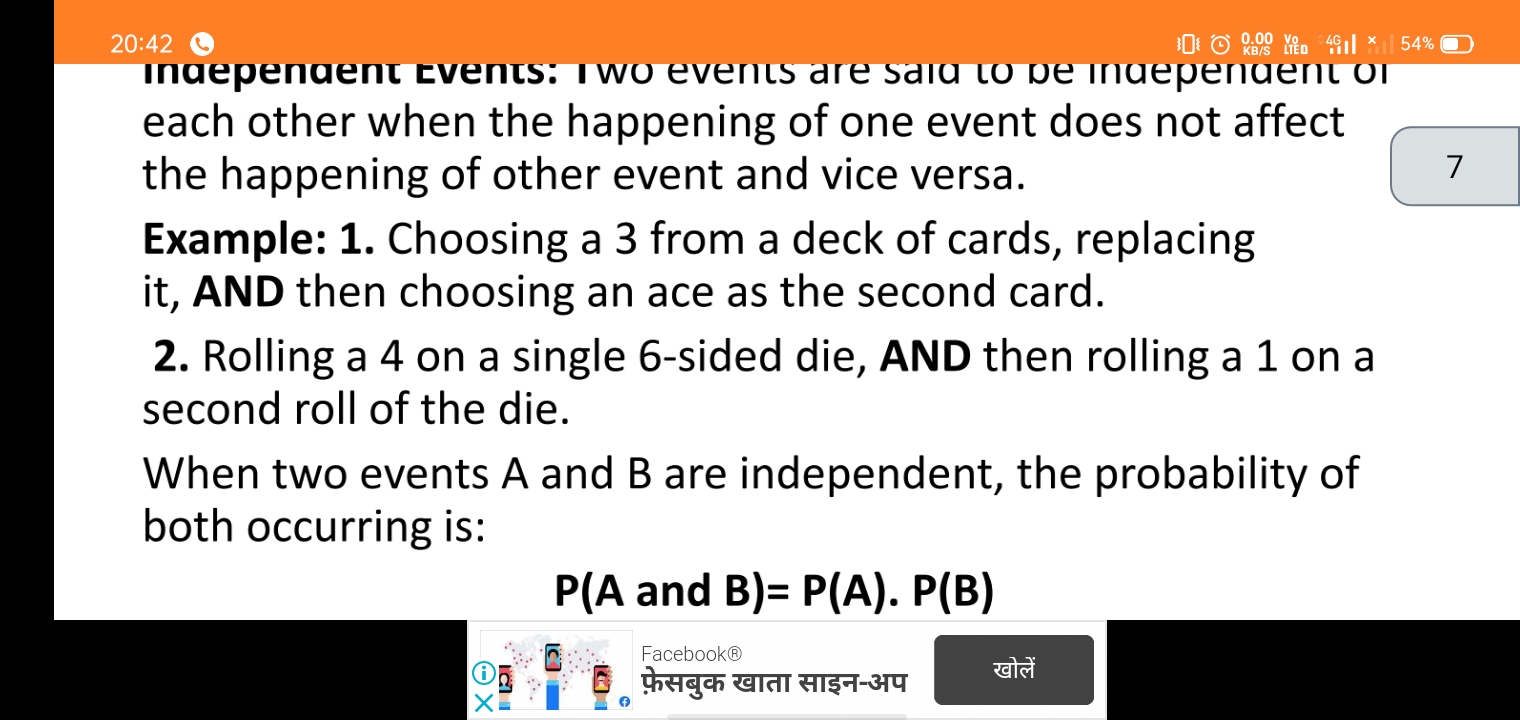 20:42
0.00 KB/S Vo LTED 4G 54%
Independent Events: Two events are said to be independent of
each other when the happening of one event does not affect
the happening of other event and vice versa.
7
Example: 1. Choosing a 3 from a deck of cards, replacing
it, AND then choosing an ace as the second card.
2. Rolling a 4 on a single 6-sided die, AND then rolling a 1 on a
second roll of the die.
When two events A and B are independent, the probability of
both occurring is:
P(A and B)= P(A). P(B)
Facebook®
फ़ेसबुक खाता साइन-अप
खोलें